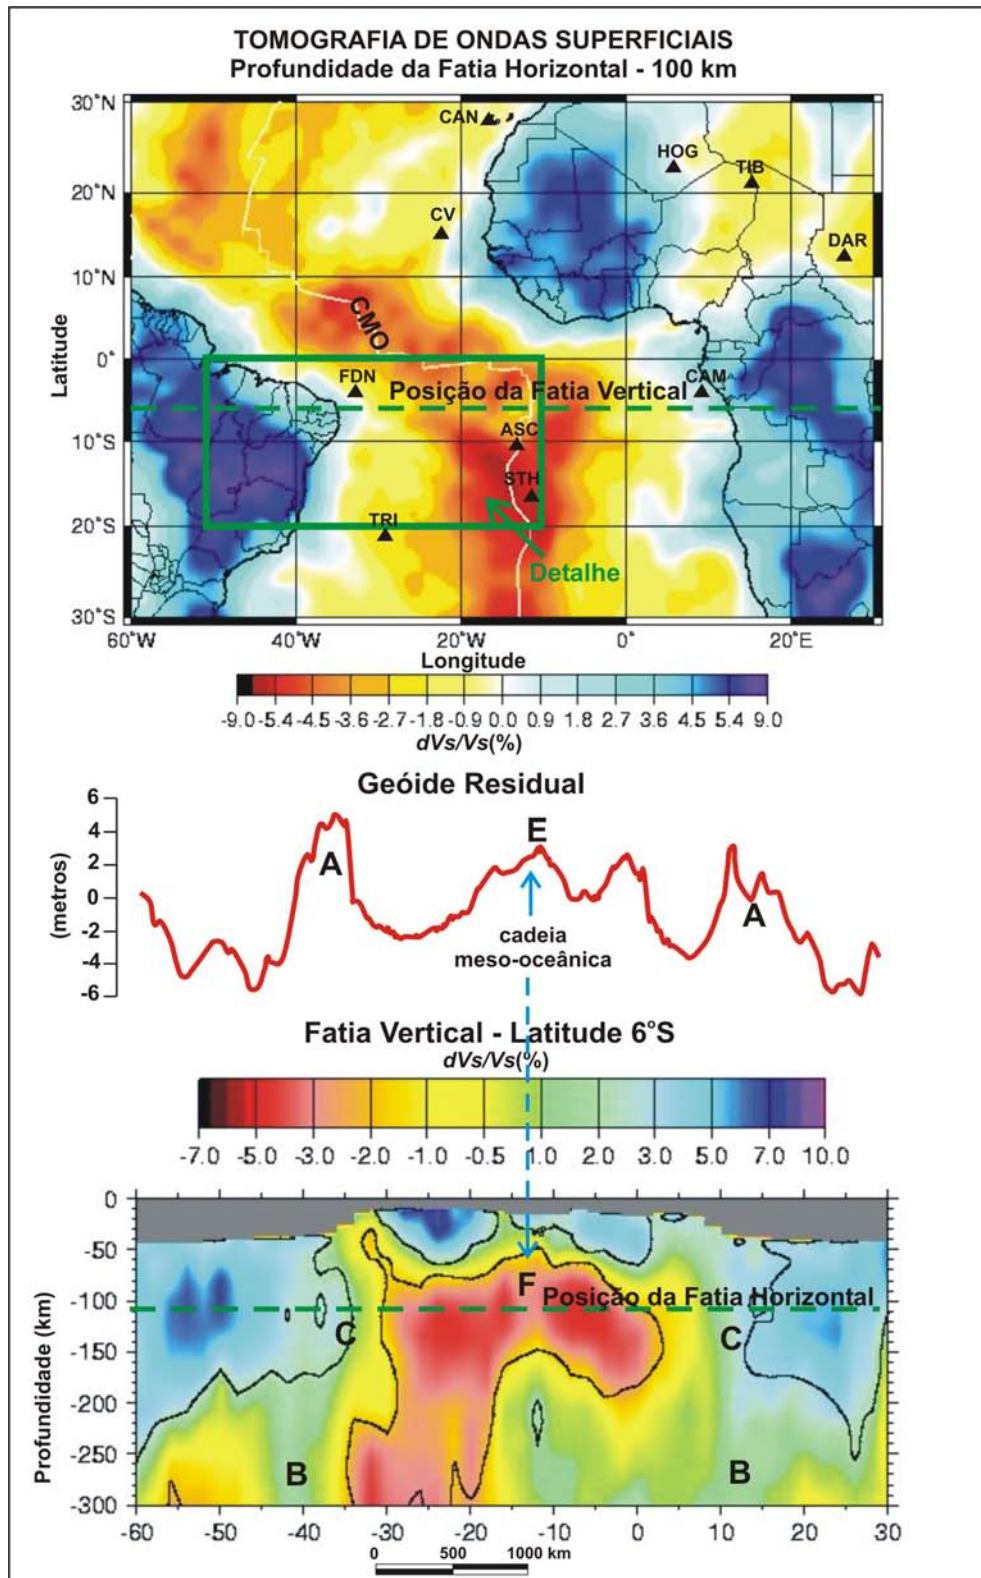 TOMOGRAFIA DE ONDAS SUPERFICIAIS
Profundidade da Fatia Horizontal - 100 km
30°N
20°N
10°N
0°
10°S
20°S
30°S
Latitude
CAN
HOG
TIB
CV
DAR
CMO
FDN
CAM
Posição da Fatia Vertical
ASC
STH
TRI
Detalhe
60°W
40°W
20°W
0°
20°E
Longitude
-9.0 -5.4 -4.5 -3.6 -2.7 -1.8 -0.9 0.0 0.9 1.8 2.7 3.6 4.5 5.4 9.0
dVs/Vs(%)
Geóide Residual
6
4
2
0
-2
-4
-6
(metros)
A
E
A
cadeia
meso-oceânica
Fatia Vertical - Latitude 6°S
dVs/Vs(%)
-7.0 -5.0 -3.0 -2.0 -1.0 -0.5 1.0 2.0 3.0 5.0 7.0 10.0
0
-50
-100
-150
-200
-250
-300
Profundidade (km)
F
Posição da Fatia Horizontal
C
C
B
B
-60 -50 -40 -30 -20 -10 0 10 20 30
0 500 1000 km